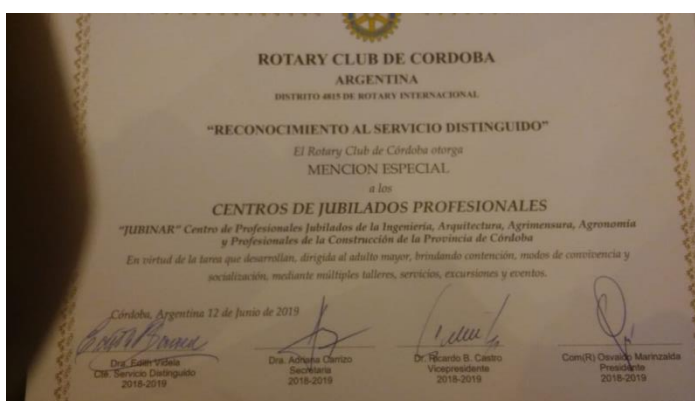 ROTARY CLUB DE CORDOBA
ARGENTINA
DISTRITO 4815 DE ROTARY INTERNACIONAL
“RECONOCIMIENTO AL SERVICIO DISTINGUIDO”
El Rotary Club de Córdoba otorga
MENCION ESPECIAL
a los
CENTROS DE JUBILADOS PROFESIONALES
"JUBINAR" Centro de Profesionales Jubilados de la Ingeniería, Arquitectura, Agrimensura, Agronomía
y Profesionales de la Construcción de la Provincia de Córdoba
En virtud de la tarea que desarrollan, dirigida al adulto mayor, brindando contención, modos de convivencia y
socialización, mediante múltiples talleres, servicios, excursiones y eventos.
Córdoba, Argentina 12 de Junio de 2019
Dra. Edith Videla
Cté. Servicio Distinguido
2018-2019
Dra. Adriana Carrizo
Secretaria
2018-2019
Dr. Ricardo B. Castro
Vicepresidente
2018-2019
Com(R) Osvaldo Marinzalda
Presidente
2018-2019